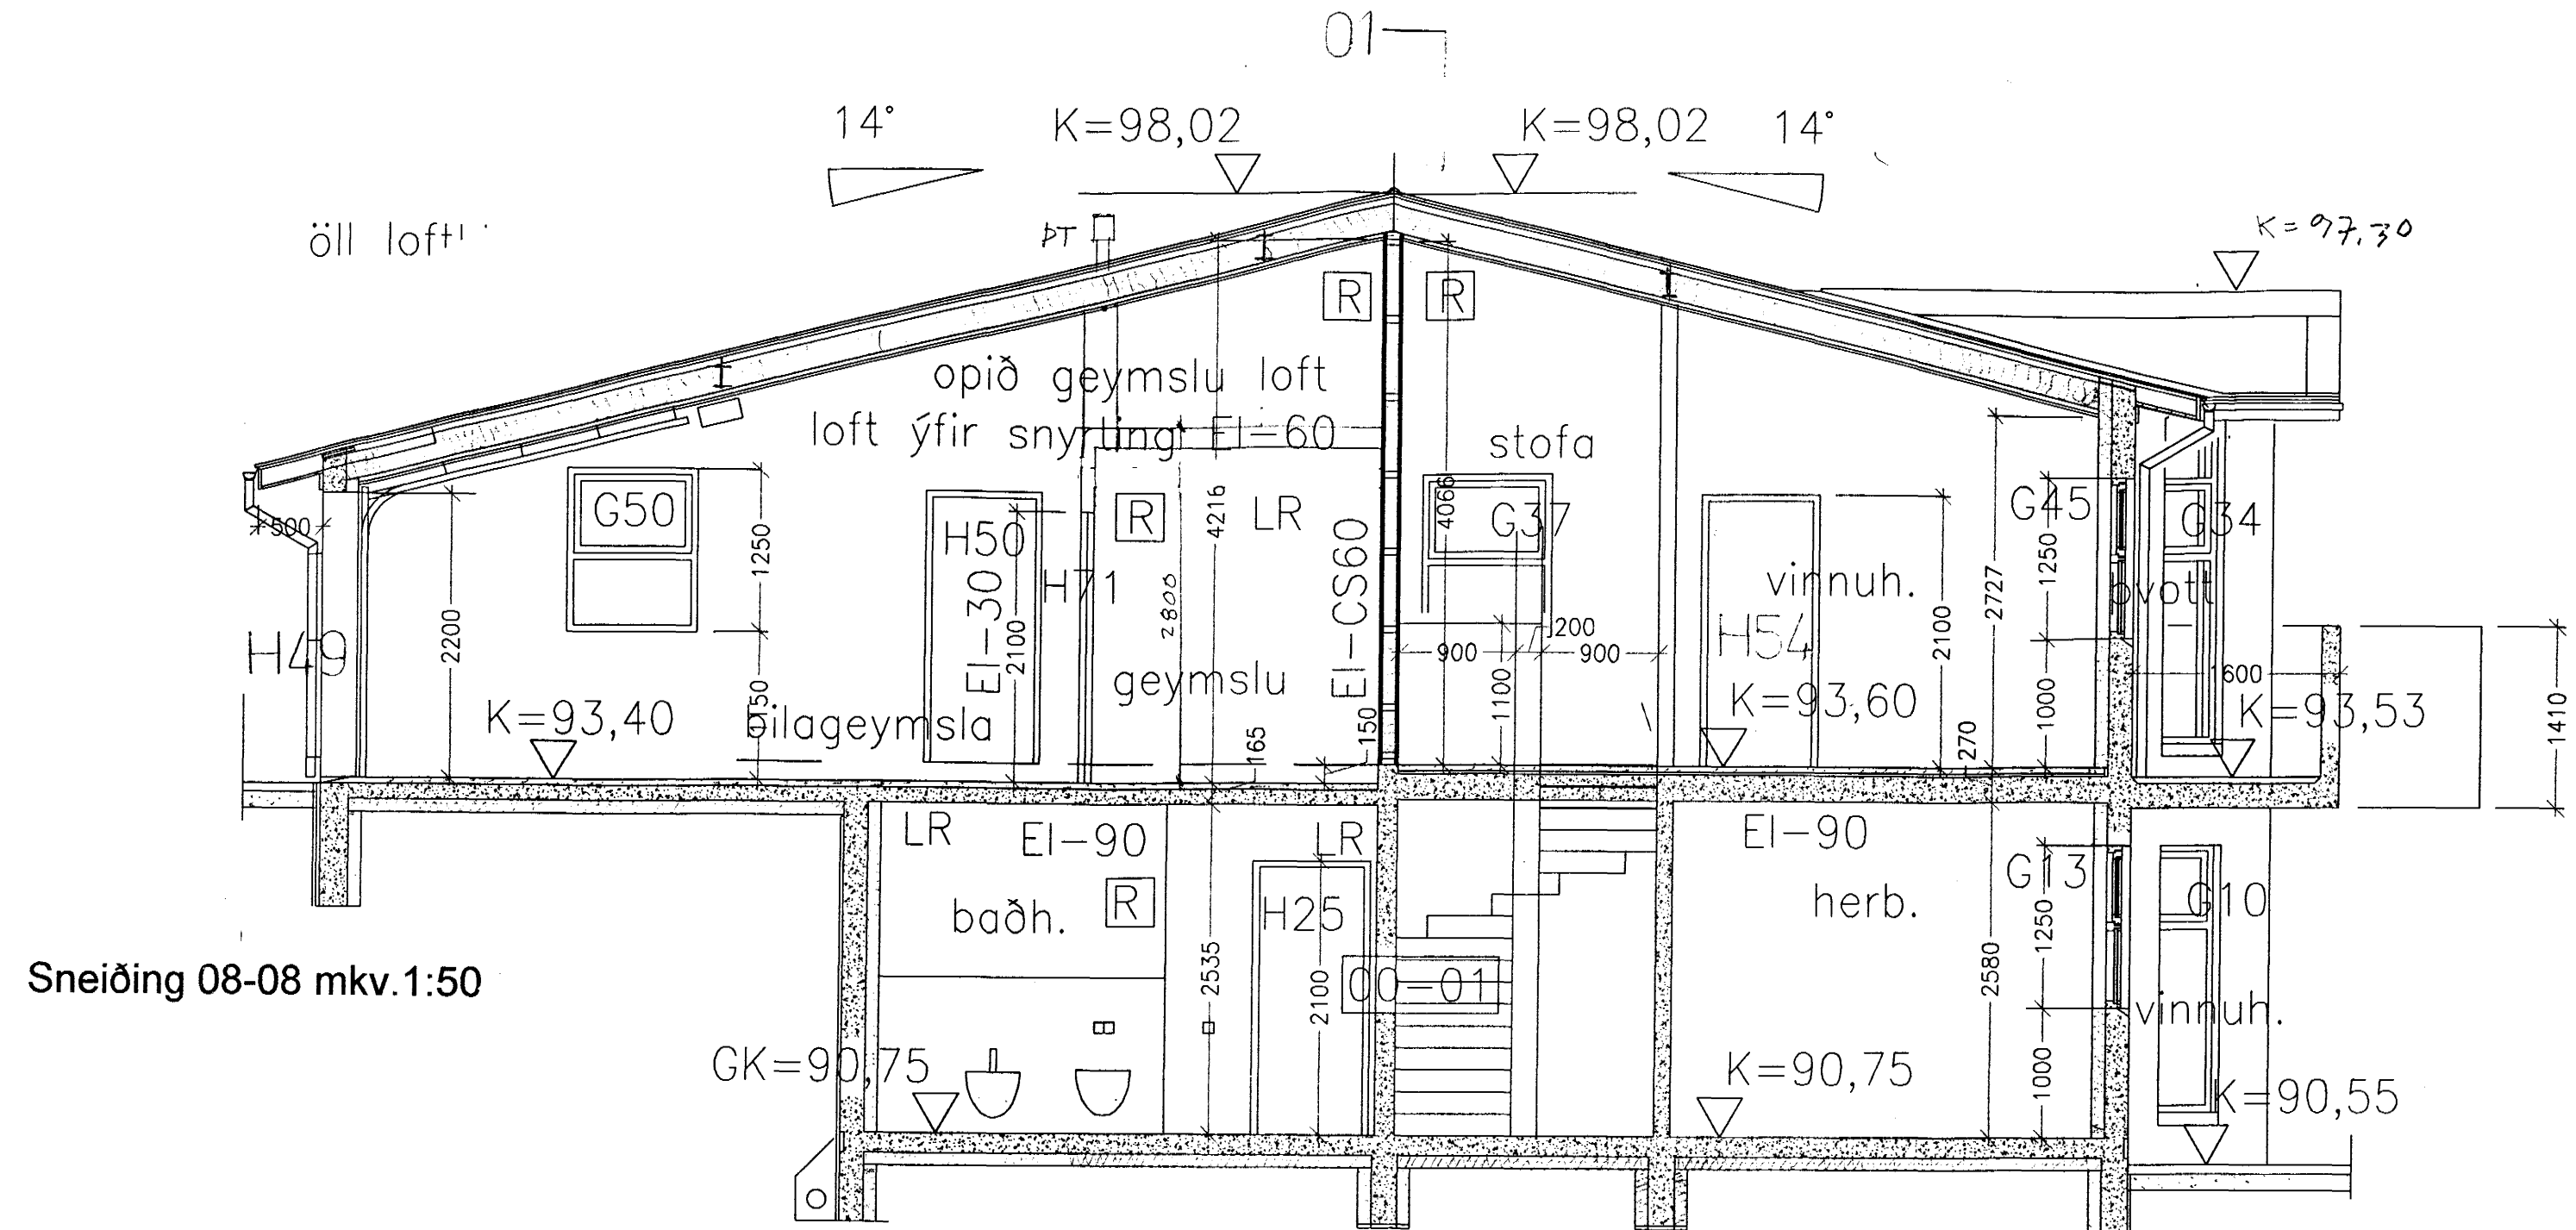 01
14° K=98,02 K=98,02 14°
öll loft
ÞT
K=97,30
R R
opið geymslu loft
loft ýfir snyrting EI=60
stofa
G50
500
1250
H50
EI-30
2100
H71
R
LR
4216
2800
EI-CS60
4066
G37
vinnuh.
2727
G45
1250
G34
þvott
H49
2200
1150
geymslu
900
200
900
1100
H54
2100
1000
1600
K=93,40
bílageymsla
165
150
K=93,60
270
K=93,53
1410
LR
EI-90
LR
EI-90
G13
baðh.
R
H25
herb.
G10
1250
Sneiðing 08-08 mkv.1:50
2535
2100
00-01
2580
vinnuh.
GK=90,75
K=90,75
1000
K=90,55